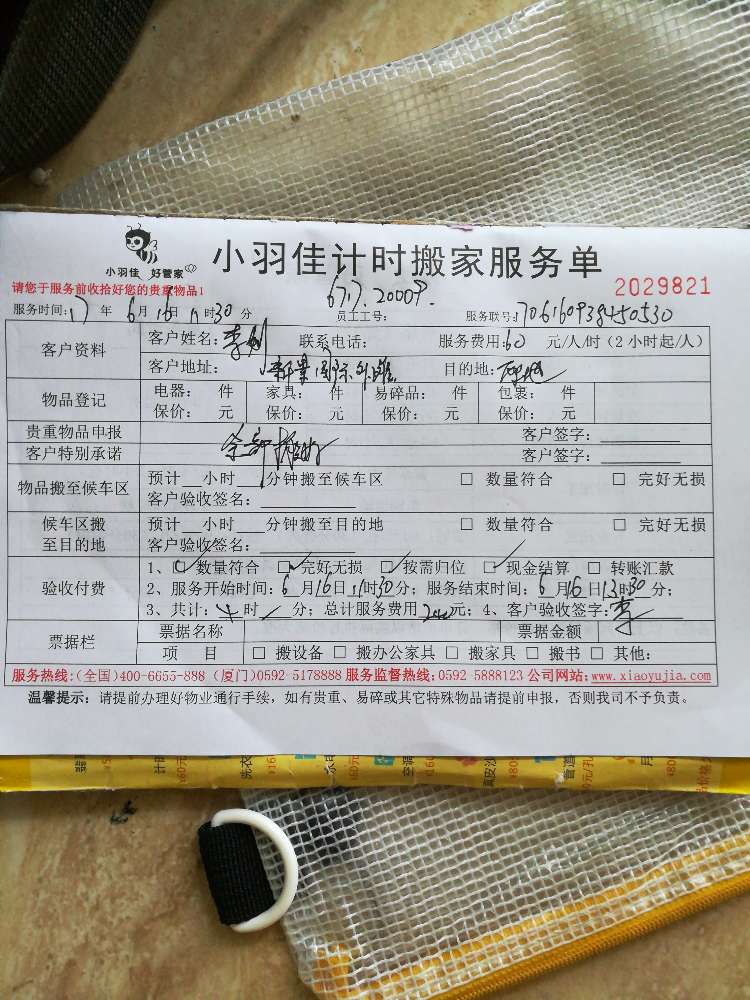 小羽佳 好管家
小羽佳计时搬家服务单
请您于服务前收拾好您的贵重物品!
2029821
服务时间:17 年 6 月 16 日 11 时 30 分 员工工号: 服务联号: 1706160938450530
客户资料 客户姓名: 李 联系电话: 服务费用: 60 元/人/时(2小时起/人)
客户地址: 目的地:
物品登记 电器: 件 家具: 件 易碎品: 件 包裹: 件
保价: 元 保价: 元 保价: 元 保价: 元
贵重物品申报 客户签字:
客户特别承诺 全部 客户签字:
物品搬至候车区 预计__小时__分钟搬至候车区 □ 数量符合 □ 完好无损
客户验收签名:
候车区搬至目的地 预计__小时__分钟搬至目的地 □ 数量符合 □ 完好无损
客户验收签名:
验收付费 1、☑ 数量符合 ☑ 完好无损 ☑ 按需归位 ☑ 现金结算 □ 转账汇款
2、服务开始时间: 6 月 16 日 11 时 30 分; 服务结束时间: 6 月 16 日 13 时 30 分;
3、共计: 4 时 / 分; 总计服务费用 240 元; 4、客户验收签字: 李
票据栏 票据名称 票据金额
项 目 □ 搬设备 □ 搬办公家具 □ 搬家具 □ 搬书 □ 其他:
服务热线:(全国)400-6655-888 (厦门)0592-5178888 服务监督热线:0592-5888123 公司网站:www.xiaoyujia.com
温馨提示: 请提前办理好物业通行手续, 如有贵重、易碎或其它特殊物品请提前申报, 否则我司不予负责。